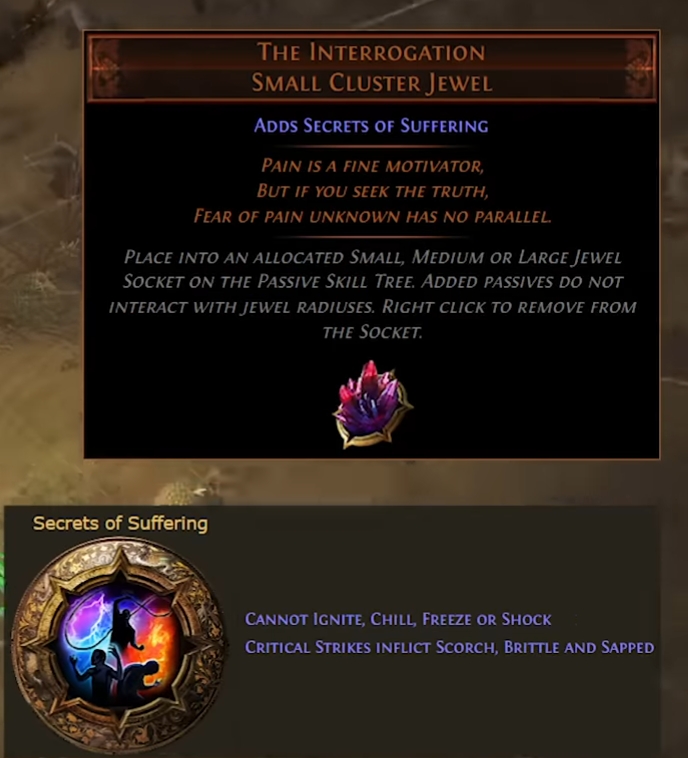 The Interrogation
Small Cluster Jewel
Adds Secrets of Suffering
Pain is a fine motivator,
But if you seek the truth,
Fear of pain unknown has no parallel.
Place into an allocated Small, Medium or Large Jewel
Socket on the Passive Skill Tree. Added passives do not
interact with jewel radiuses. Right click to remove from
the Socket.
Secrets of Suffering
Cannot Ignite, Chill, Freeze or Shock
Critical Strikes inflict Scorch, Brittle and Sapped